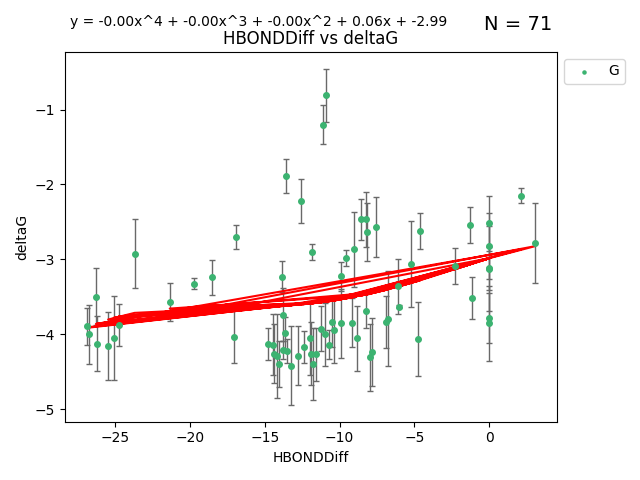 y = -0.00x^4 + -0.00x^3 + -0.00x^2 + 0.06x + -2.99
N = 71
HBONDDiff vs deltaG
G
deltaG
−1
−2
−3
−4
−5
−25
−20
−15
−10
−5
0
HBONDDiff